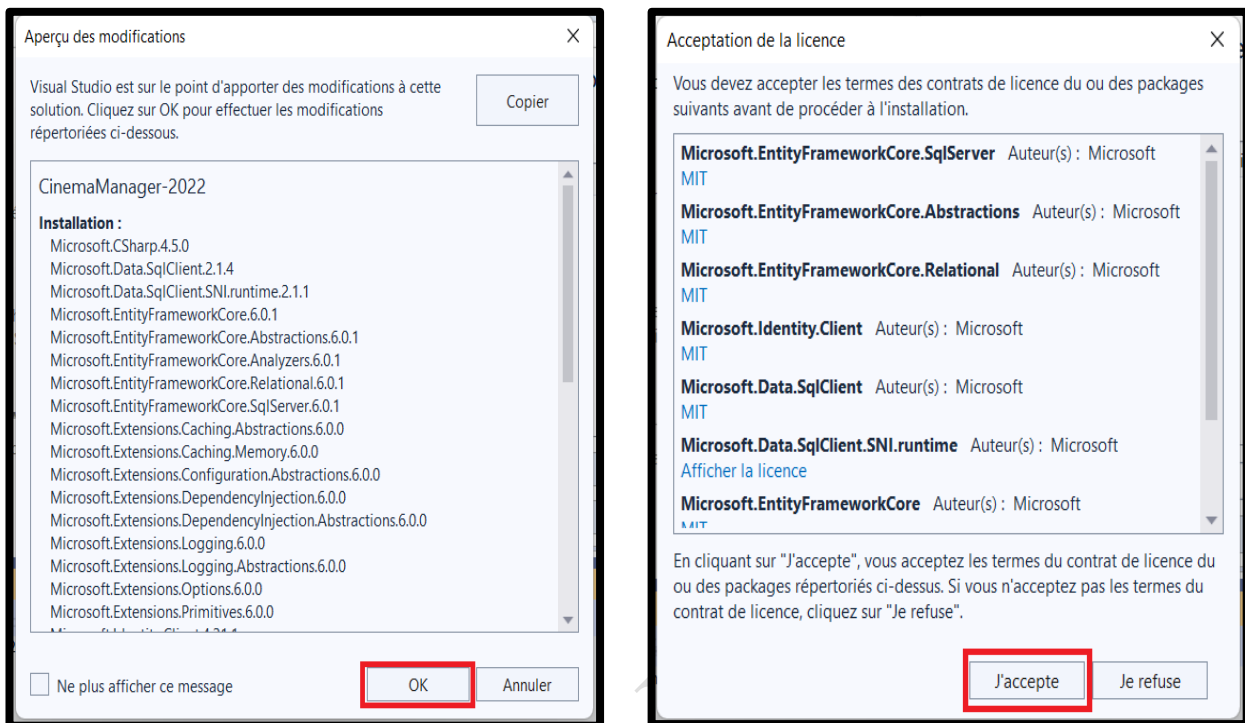 Aperçu des modifications
Visual Studio est sur le point d'apporter des modifications à cette
solution. Cliquez sur OK pour effectuer les modifications
répertoriées ci-dessous.
Copier
CinemaManager-2022
Installation :
Microsoft.CSharp.4.5.0
Microsoft.Data.SqlClient.2.1.4
Microsoft.Data.SqlClient.SNI.runtime.2.1.1
Microsoft.EntityFrameworkCore.6.0.1
Microsoft.EntityFrameworkCore.Abstractions.6.0.1
Microsoft.EntityFrameworkCore.Analyzers.6.0.1
Microsoft.EntityFrameworkCore.Relational.6.0.1
Microsoft.EntityFrameworkCore.SqlServer.6.0.1
Microsoft.Extensions.Caching.Abstractions.6.0.0
Microsoft.Extensions.Caching.Memory.6.0.0
Microsoft.Extensions.Configuration.Abstractions.6.0.0
Microsoft.Extensions.DependencyInjection.6.0.0
Microsoft.Extensions.DependencyInjection.Abstractions.6.0.0
Microsoft.Extensions.Logging.6.0.0
Microsoft.Extensions.Logging.Abstractions.6.0.0
Microsoft.Extensions.Options.6.0.0
Microsoft.Extensions.Primitives.6.0.0
Ne plus afficher ce message
OK
Annuler
Acceptation de la licence
Vous devez accepter les termes des contrats de licence du ou des packages
suivants avant de procéder à l'installation.
Microsoft.EntityFrameworkCore.SqlServer Auteur(s) : Microsoft
MIT
Microsoft.EntityFrameworkCore.Abstractions Auteur(s) : Microsoft
MIT
Microsoft.EntityFrameworkCore.Relational Auteur(s) : Microsoft
MIT
Microsoft.Identity.Client Auteur(s) : Microsoft
MIT
Microsoft.Data.SqlClient Auteur(s) : Microsoft
MIT
Microsoft.Data.SqlClient.SNI.runtime Auteur(s) : Microsoft
Afficher la licence
Microsoft.EntityFrameworkCore Auteur(s) : Microsoft
MIT
En cliquant sur "J'accepte", vous acceptez les termes du contrat de licence du
ou des packages répertoriés ci-dessus. Si vous n'acceptez pas les termes du
contrat de licence, cliquez sur "Je refuse".
J'accepte
Je refuse